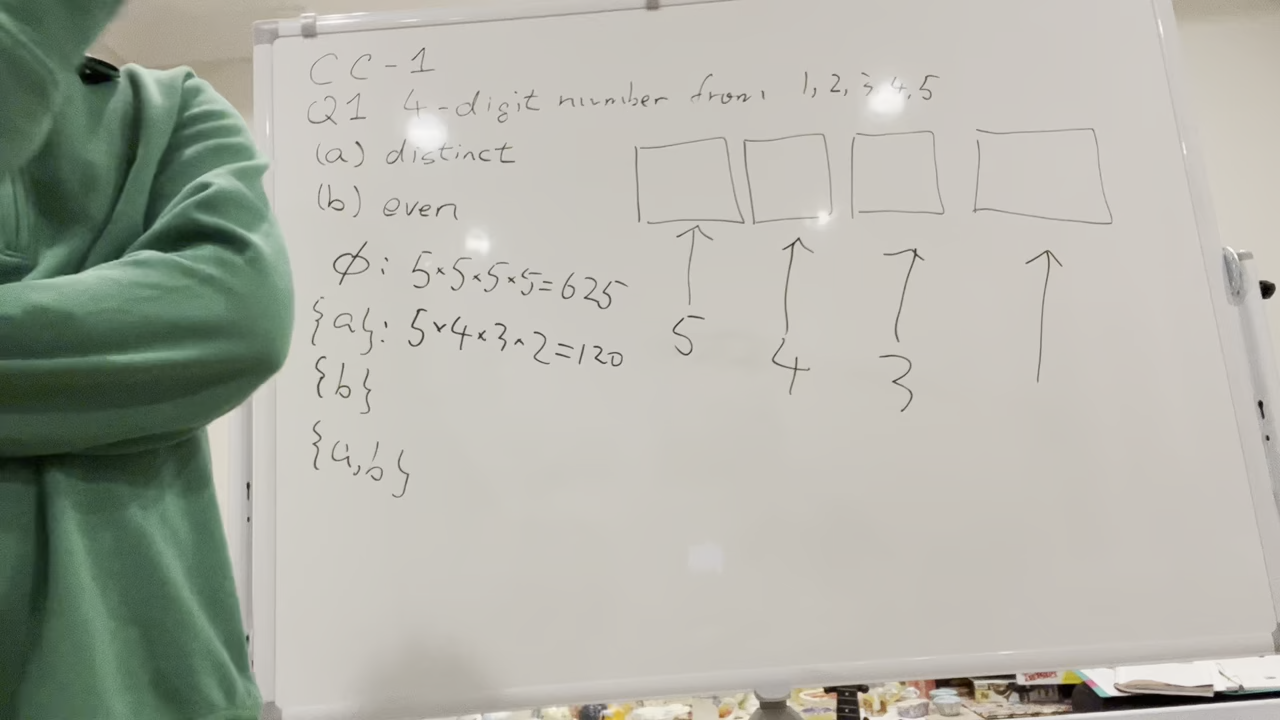 CC-1
Q1 4-digit number from: 1, 2, 3, 4, 5
(a) distinct
(b) even
∅: 5×5×5×5=625
{a}: 5×4×3×2=120
{b}
{a,b}
5
4
3